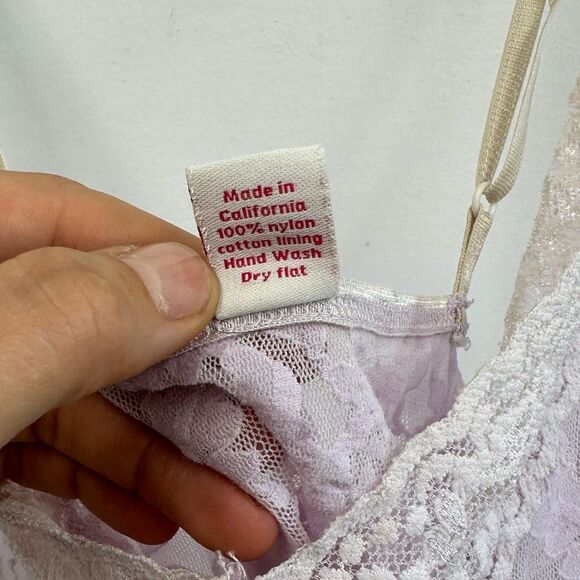 Made in
California
100% nylon
cotton lining
Hand Wash
Dry flat